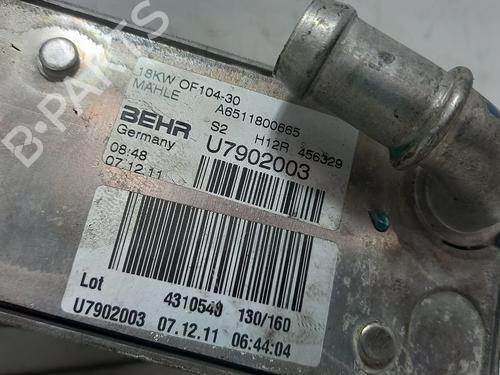 18KW OF104-30
MAHLE A6511800665
BEHR S2 H12R 456329
Germany U7902003
08:48
07.12.11
Lot 4310549 130/160
U7902003 07.12.11 06:44:04
B-PARTS